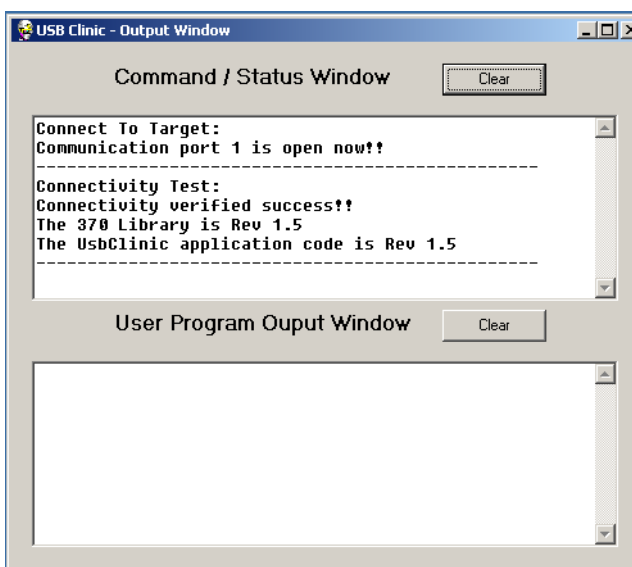 USB Clinic - Output Window
Command / Status Window
Clear
Connect To Target:
Communication port 1 is open now!!
--------------------------------------------------
Connectivity Test:
Connectivity verified success!!
The 370 Library is Rev 1.5
The UsbClinic application code is Rev 1.5
--------------------------------------------------
User Program Ouput Window
Clear